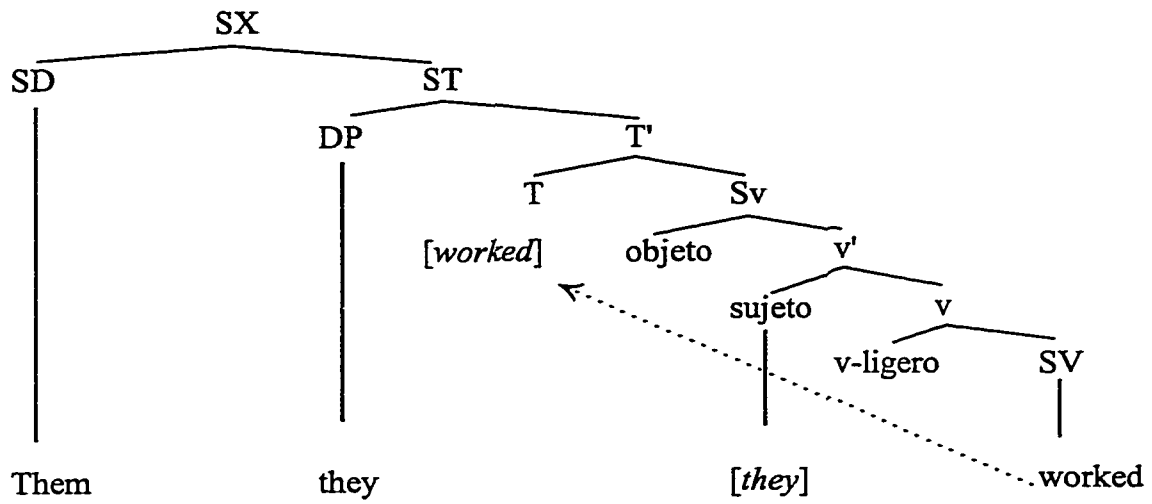 SX
SD ST
DP T'
T Sv
[worked] objeto v'
sujeto v
v-ligero SV
Them they [they] worked